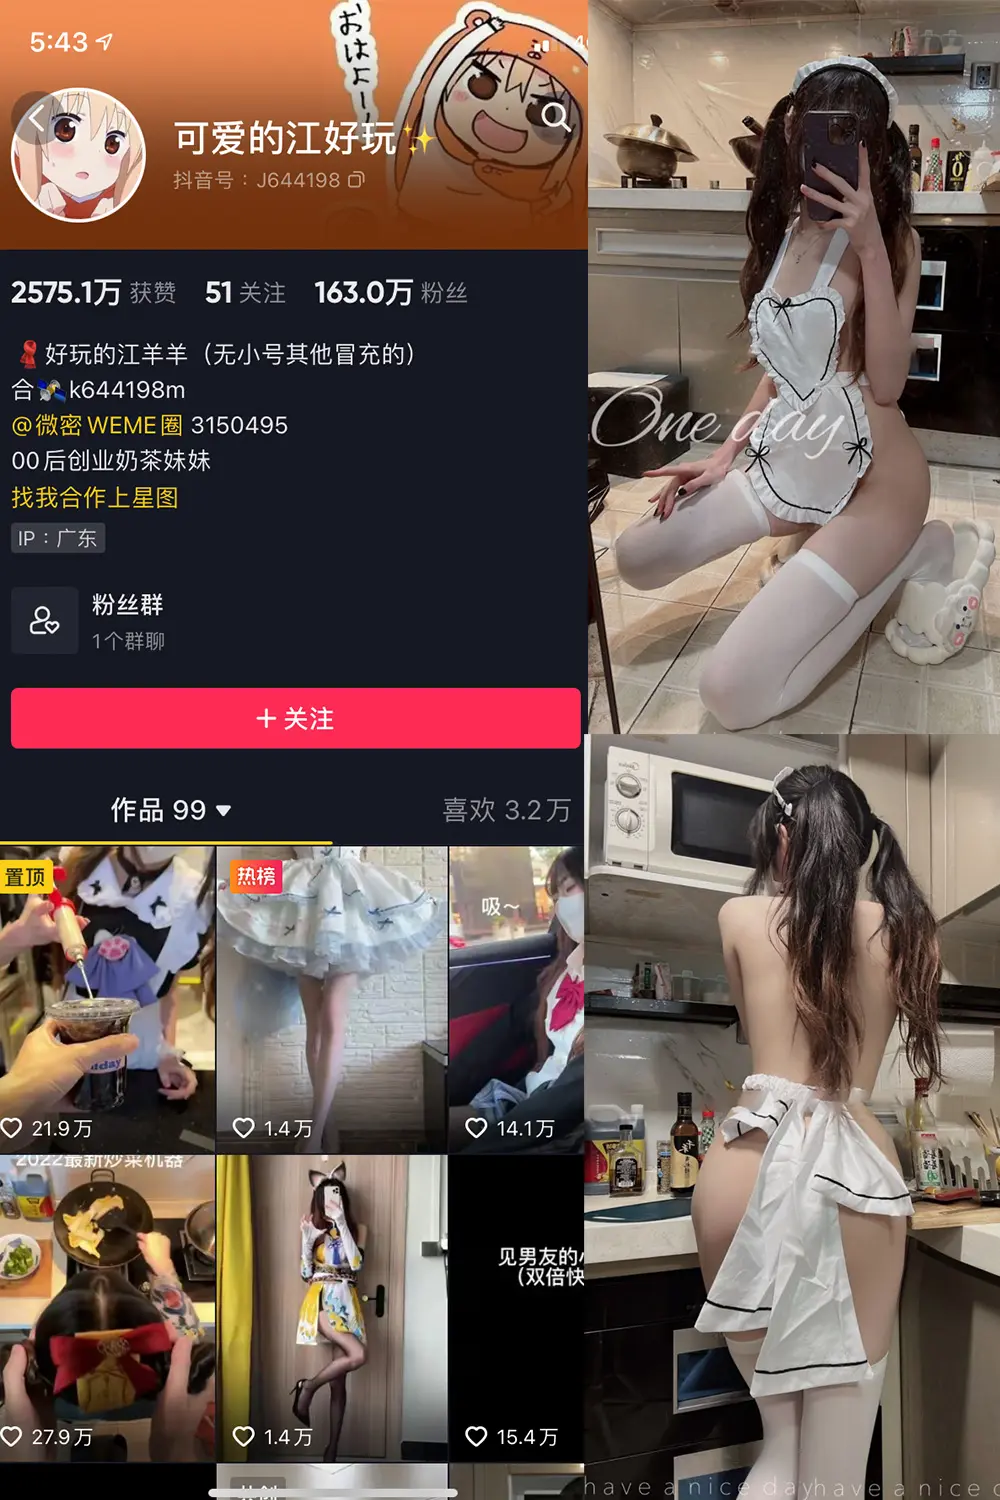 5:43
おはよー
可爱的江好玩✨
抖音号：J644198
2575.1万 获赞 51 关注 163.0万 粉丝
好玩的江羊羊（无小号其他冒充的）
合🛰️k644198m
@微密 WEME圈 3150495
00后创业奶茶妹妹
找我合作上星图
IP：广东
粉丝群
1个群聊
+ 关注
作品 99 喜欢 3.2万
置顶
热榜
吸～
21.9万
1.4万
14.1万
2022最新炒菜机器
见男友的
（双倍快
27.9万
1.4万
15.4万
One day
have a nice day have a nice